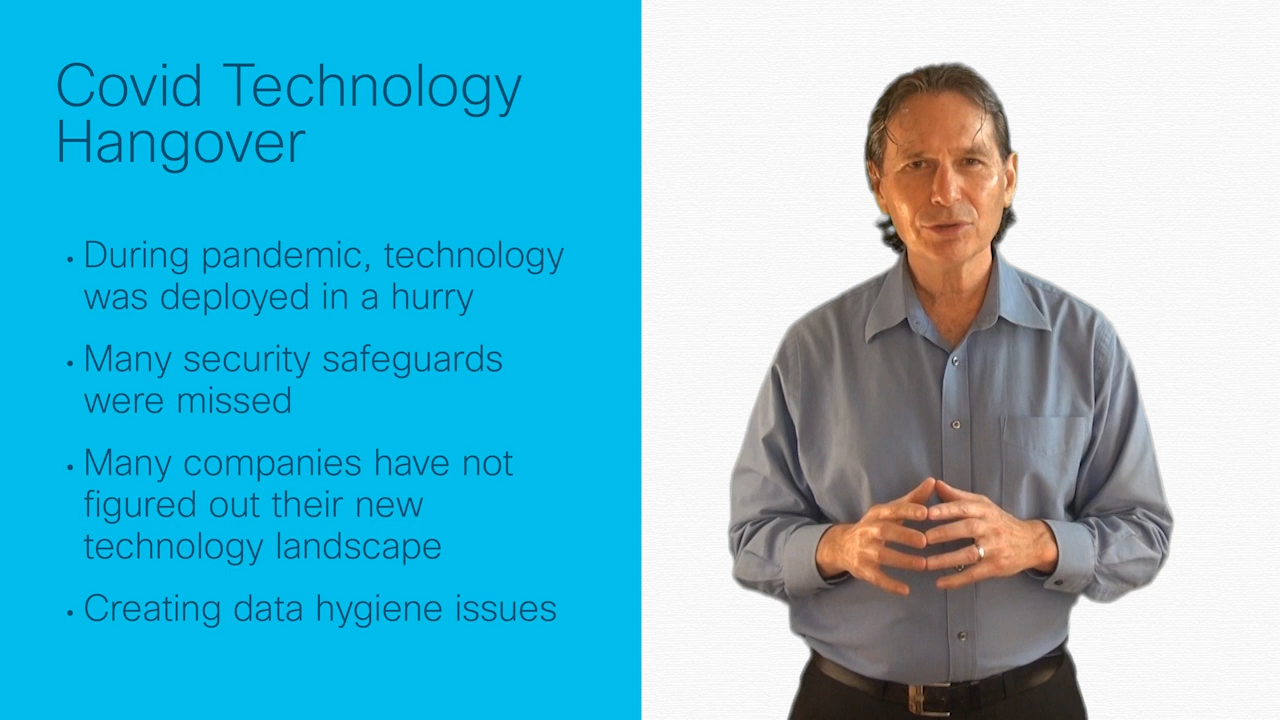 Covid Technology
Hangover
• During pandemic, technology
was deployed in a hurry
• Many security safeguards
were missed
• Many companies have not
figured out their new
technology landscape
• Creating data hygiene issues